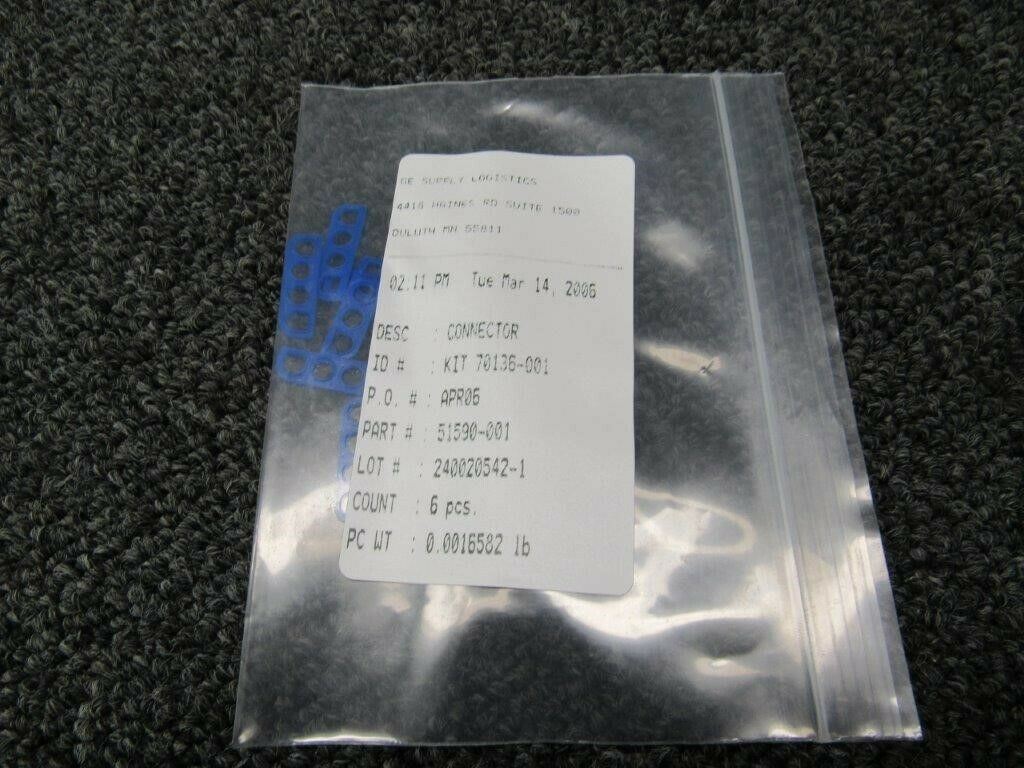 GE SUPPLY LOGISTICS
4416 HAINES RD SUITE 1500
DULUTH MN 55811
02.11 PM Tue Mar 14, 2006
DESC : CONNECTOR
ID # : KIT 70136-001
P.O. # : APR06
PART # : 51590-001
LOT # : 240020542-1
COUNT : 6 pcs.
PC WT : 0.0016582 lb